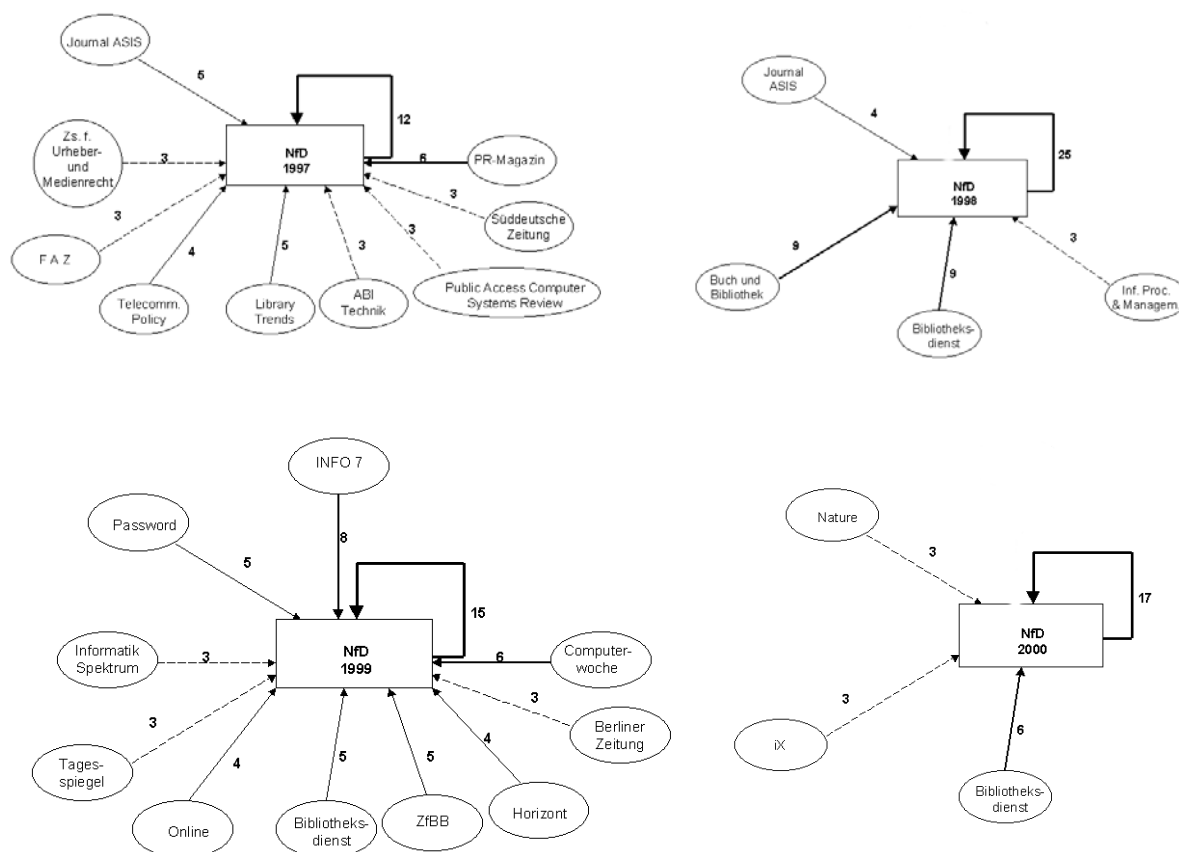 Journal ASIS
5
12
Zs. f.
Urheber-
und
Medienrecht
3
NfD
1997
6
PR-Magazin
3
F A Z
4
Telecomm.
Policy
5
Library
Trends
3
ABI
Technik
3
Public Access Computer
Systems Review
3
Süddeutsche
Zeitung
Journal
ASIS
4
25
NfD
1998
9
Buch und
Bibliothek
9
Bibliotheks-
dienst
3
Inf. Proc.
& Managem.
INFO 7
8
Password
5
15
Informatik
Spektrum
3
NfD
1999
6
Computer-
woche
3
Tages-
spiegel
4
Online
5
Bibliotheks-
dienst
5
ZfBB
4
Horizont
3
Berliner
Zeitung
Nature
3
17
NfD
2000
3
iX
6
Bibliotheks-
dienst